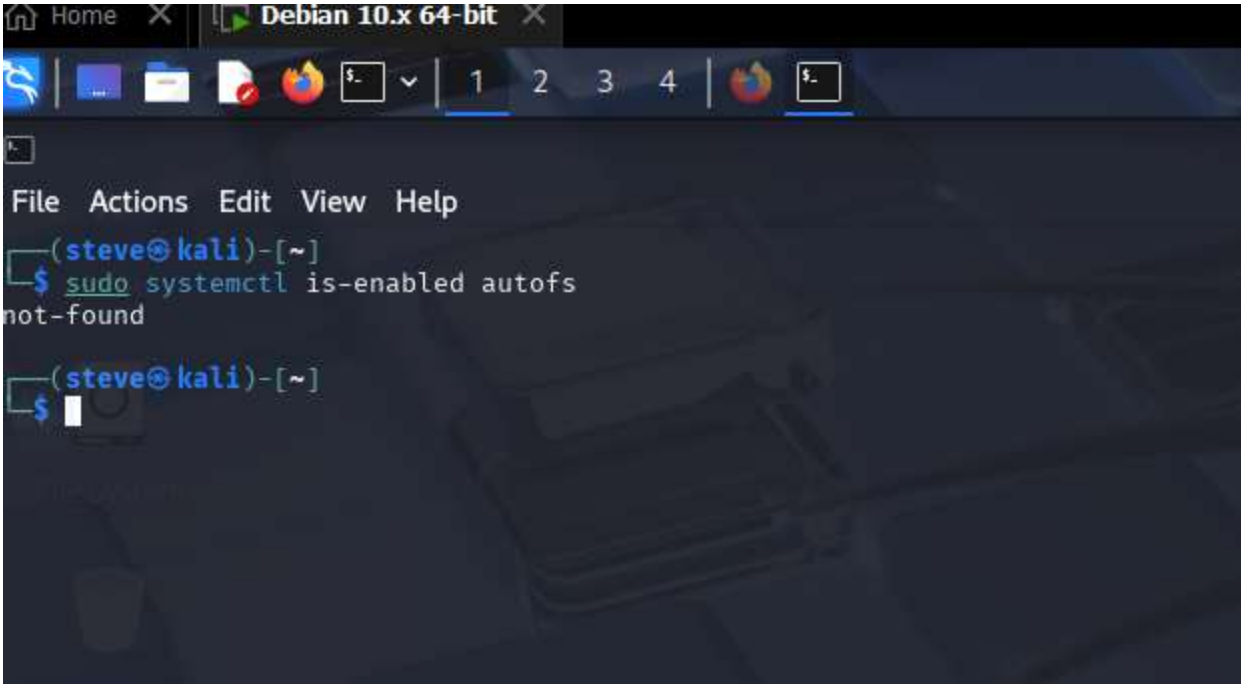 Home
Debian 10.x 64-bit
1 2 3 4
File Actions Edit View Help
┌──(steve㉿kali)-[~]
└─$ sudo systemctl is-enabled autofs
not-found
┌──(steve㉿kali)-[~]
└─$